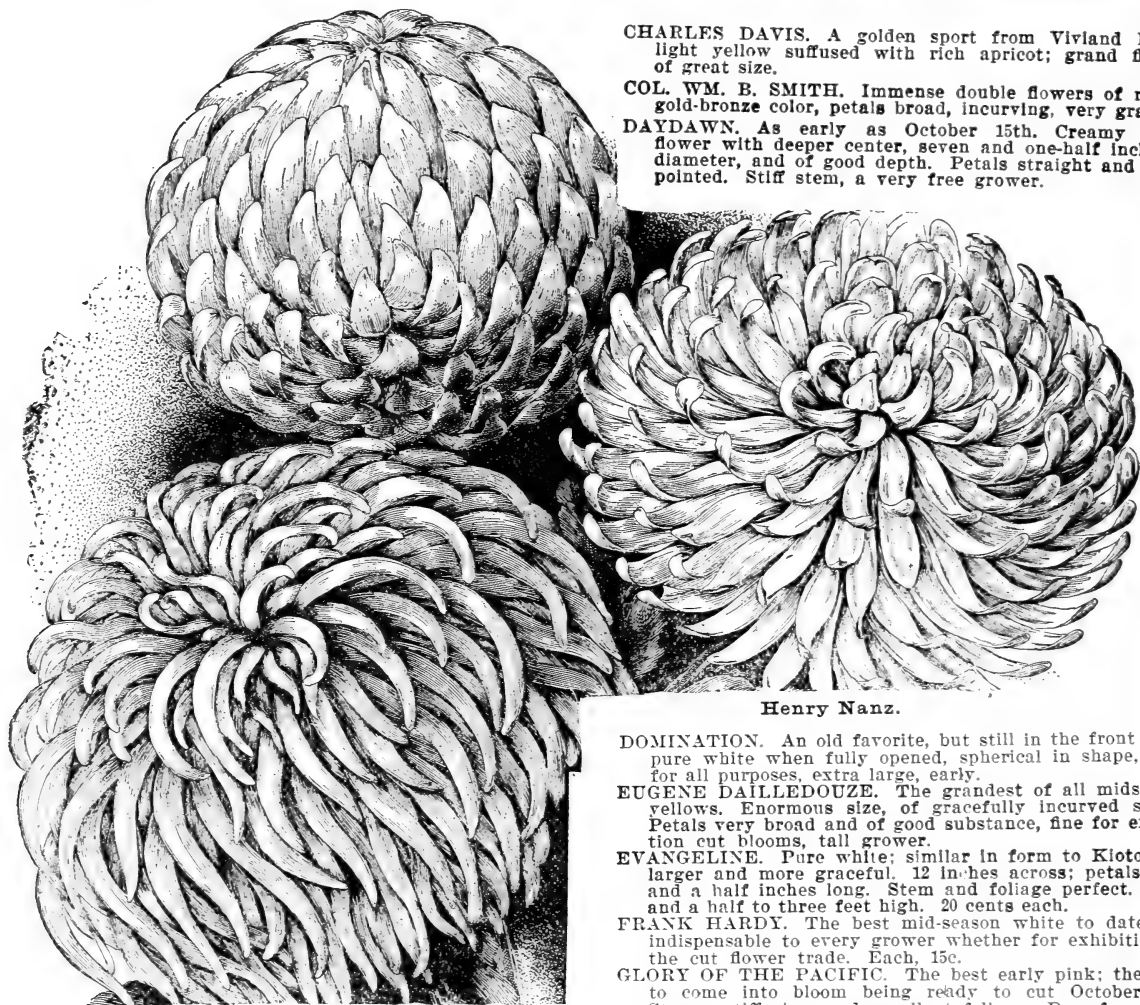 CHARLES DAVIS. A golden sport from Vivland
light yellow suffused with rich apricot; grand
of great size.
COL. WM. B. SMITH. Immense double flowers of
gold-bronze color, petals broad, incurving, very
DAYDAWN. As early as October 15th. Creamy
flower with deeper center, seven and one-half
diameter, and of good depth. Petals straight and
pointed. Stiff stem, a very free grower.
Henry Nanz.
DOMINATION. An old favorite, but still in the front
pure white when fully opened, spherical in shape,
for all purposes, extra large, early.
EUGENE DAILLEDOUZE. The grandest of all
yellows. Enormous size, of gracefully incurved
Petals very broad and of good substance, fine for
tion cut blooms, tall grower.
EVANGELINE. Pure white; similar in form to
larger and more graceful. 12 inches across; petals
and a half inches long. Stem and foliage perfect.
and a half to three feet high. 20 cents each.
FRANK HARDY. The best mid-season white to date
indispensable to every grower whether for
the cut flower trade. Each, 15c.
GLORY OF THE PACIFIC. The best early pink; the
to come into bloom being ready to cut October